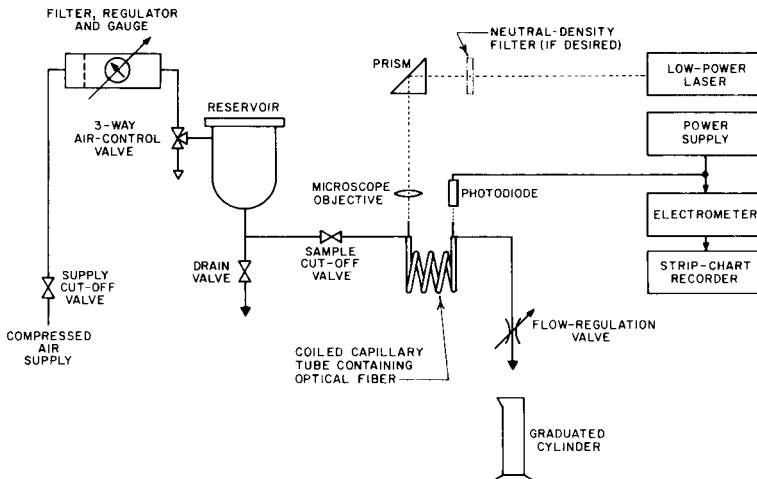 FILTER, REGULATOR
AND GAUGE
3-WAY
AIR-CONTROL
VALVE
RESERVOIR
SUPPLY
CUT-OFF
VALVE
COMPRESSED
AIR
SUPPLY
DRAIN
VALVE
SAMPLE
CUT-OFF
VALVE
MICROSCOPE
OBJECTIVE
PRISM
NEUTRAL-DENSITY
FILTER (IF DESIRED)
LOW-POWER
LASER
POWER
SUPPLY
PHOTODIODE
ELECTROMETER
STRIP-CHART
RECORDER
FLOW-REGULATION
VALVE
COILED CAPILLARY
TUBE CONTAINING
OPTICAL FIBER
GRADUATED
CYLINDER